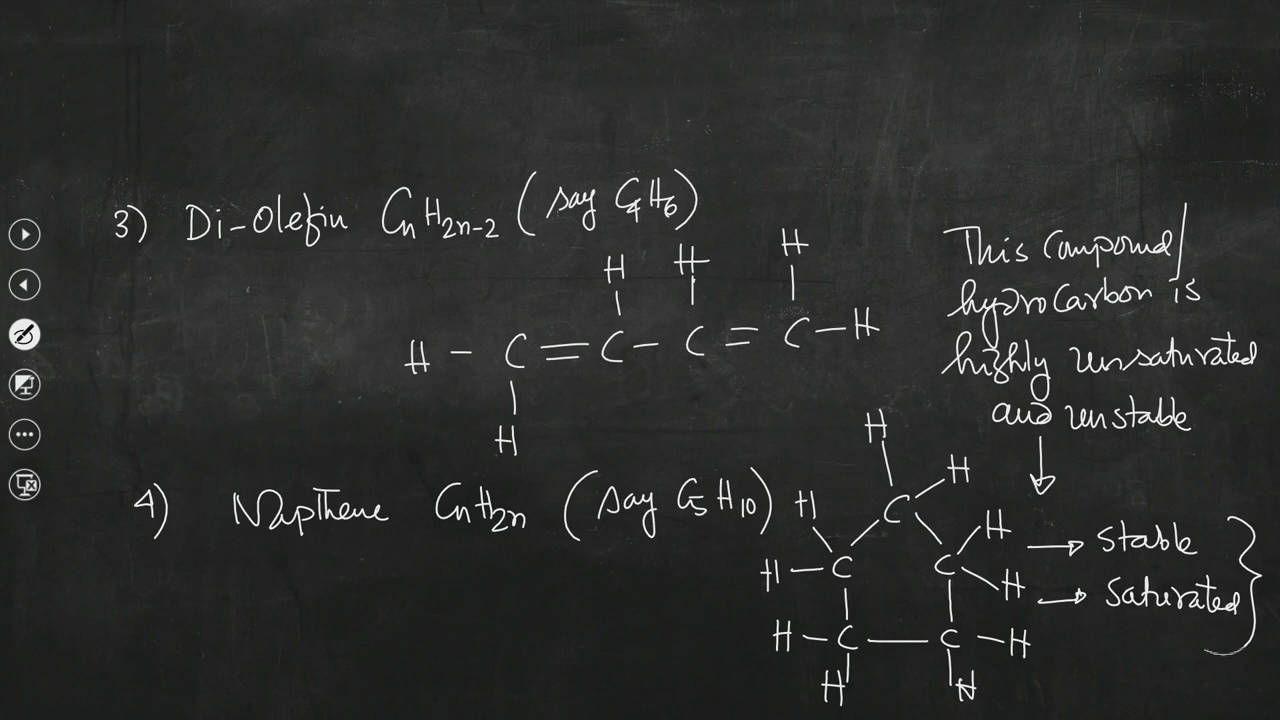 3) Di-Olefin CnH2n-2 (say C4H6)
H H H
H - C = C - C = C - H
H
This compound/
hydrocarbon is
highly unsaturated
and unstable
4) Napthene CnH2n (say C5H10)
H
H C H
H H
H - C C H → stable
→ saturated
H - C - C - H
H H